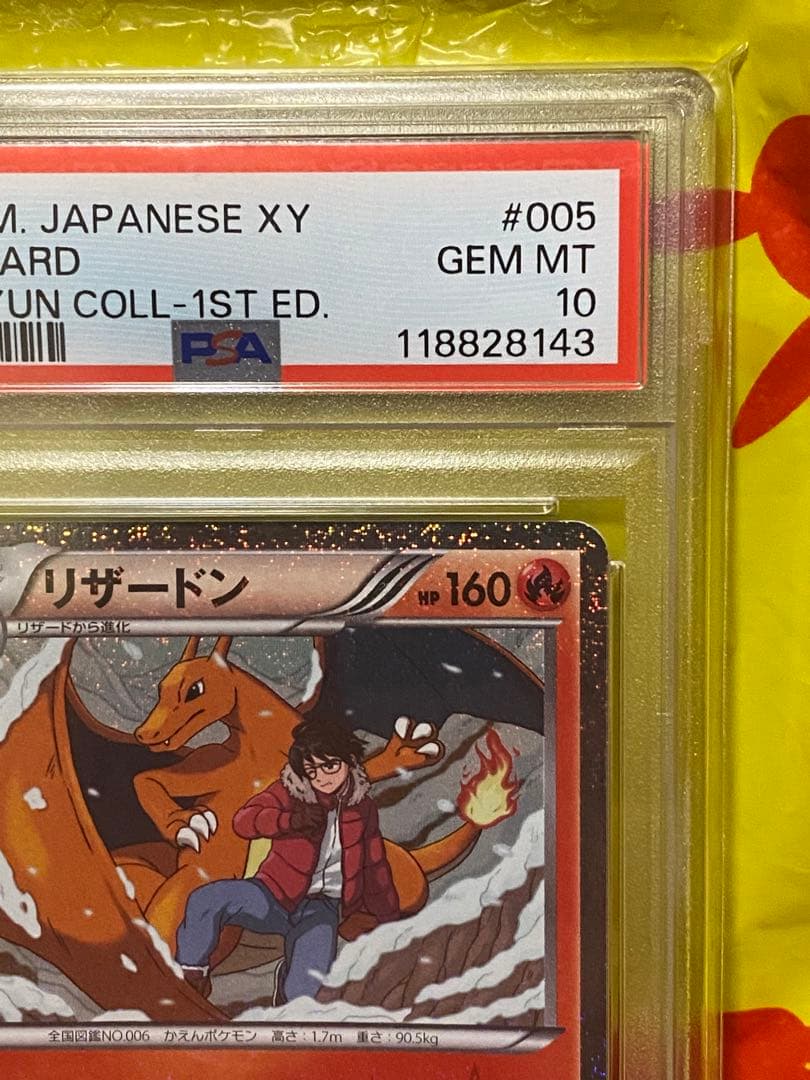 M. JAPANESE XY #005
ARD GEM MT
YUN COLL-1ST ED. 10
PSA 118828143
リザードン HP 160
リザードから進化
全国図鑑NO.006 かえんポケモン 高さ:1.7m 重さ:90.5kg